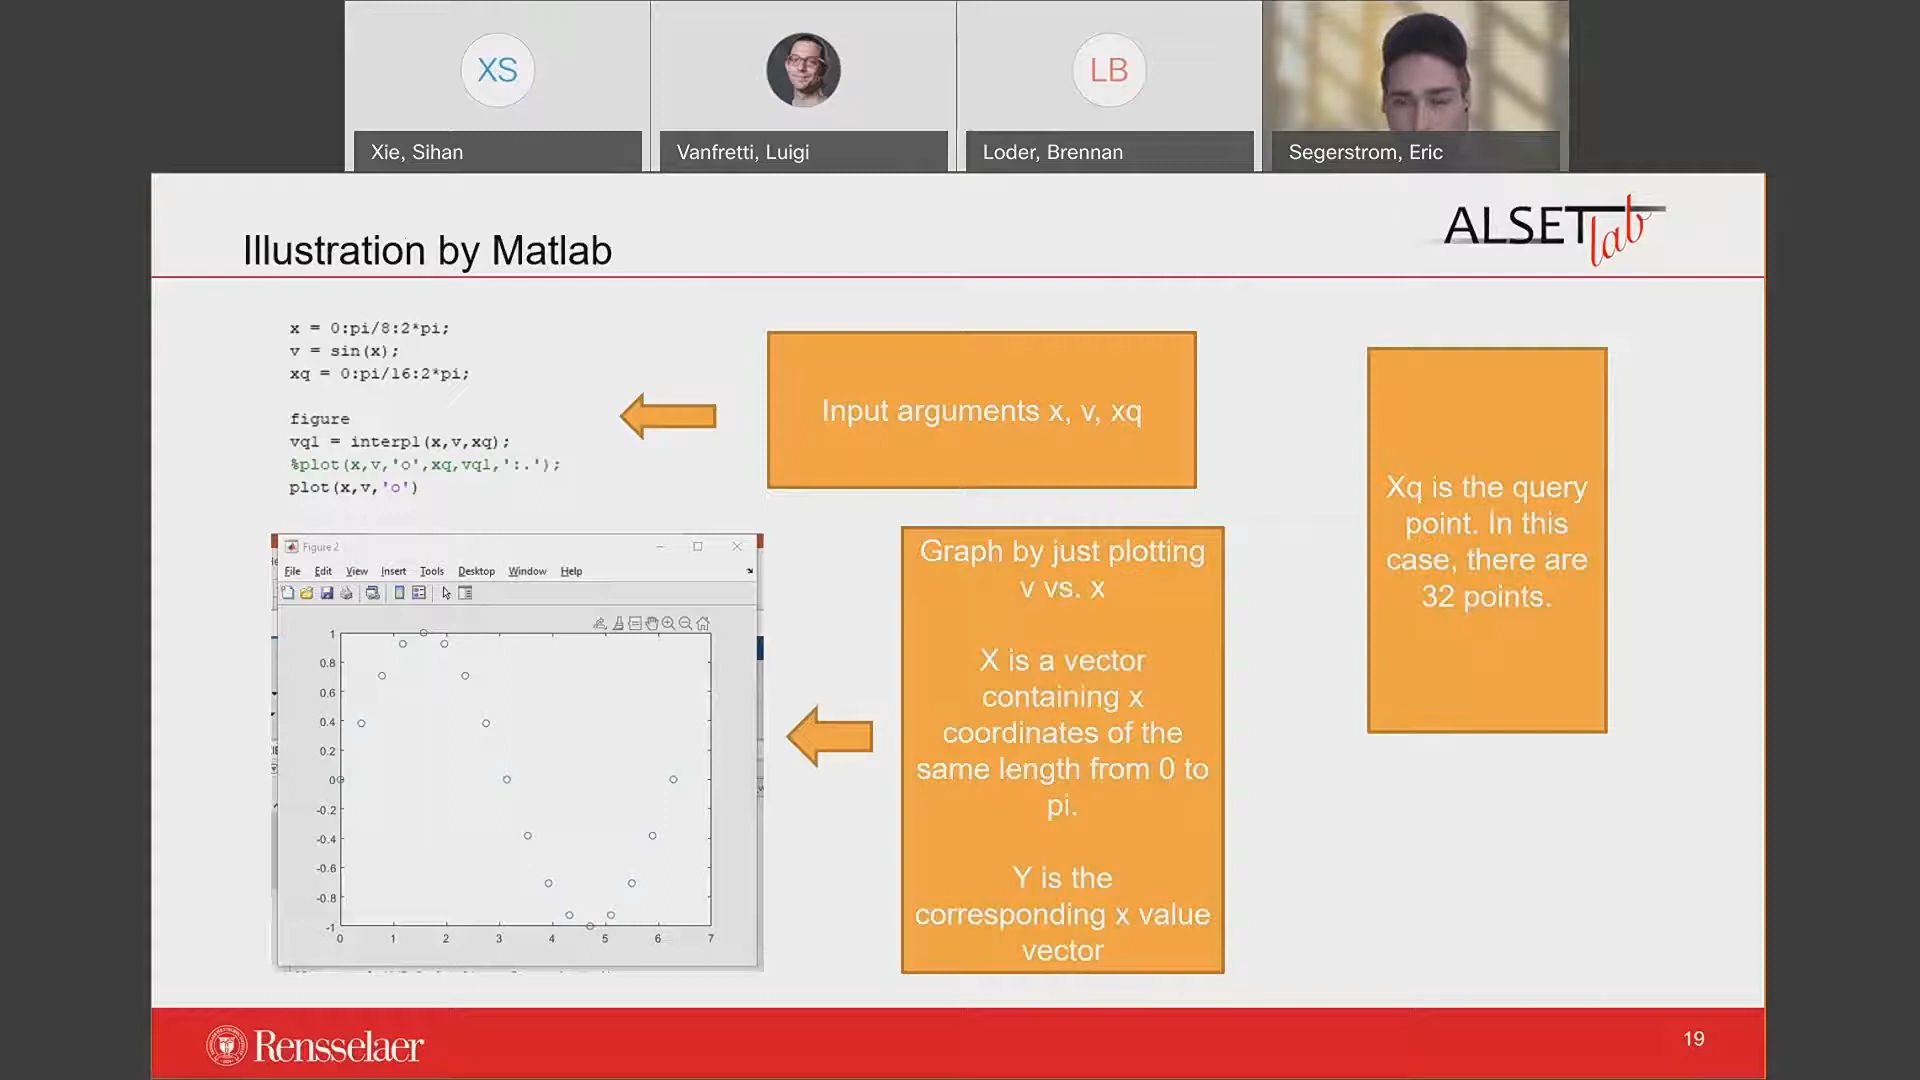 XS
LB
Xie, Sihan
Vanfretti, Luigi
Loder, Brennan
Segerstrom, Eric
Illustration by Matlab
ALSETlab
x = 0:pi/8:2*pi;
v = sin(x);
xq = 0:pi/16:2*pi;
figure
vq1 = interp1(x,v,xq);
%plot(x,v,'o',xq,vq1,':.');
plot(x,v,'o')
Input arguments x, v, xq
Xq is the query
point. In this
case, there are
32 points.
Figure 2
File Edit View Insert Tools Desktop Window Help
1
0.8
0.6
0.4
0.2
0
-0.2
-0.4
-0.6
-0.8
-1
0 1 2 3 4 5 6 7
Graph by just plotting
v vs. x
X is a vector
containing x
coordinates of the
same length from 0 to
pi.
Y is the
corresponding x value
vector
Rensselaer
19